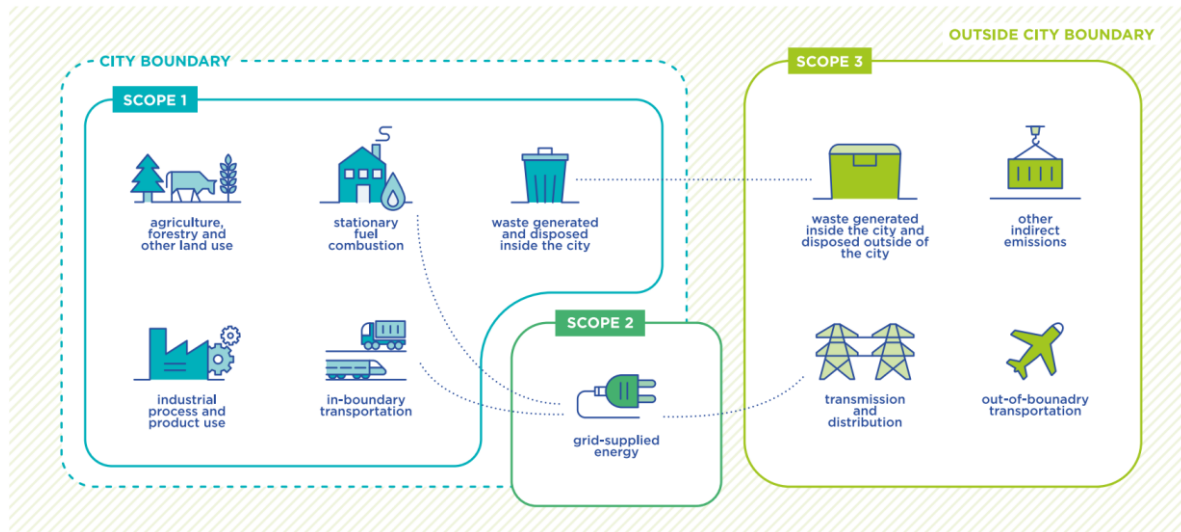 OUTSIDE CITY BOUNDARY
CITY BOUNDARY
SCOPE 3
SCOPE 1
agriculture,
forestry and
other land use
stationary
fuel
combustion
waste generated
and disposed
inside the city
waste generated
inside the city and
disposed outside of
the city
other
indirect
emissions
SCOPE 2
industrial
process and
product use
in-boundary
transportation
grid-supplied
energy
transmission
and
distribution
out-of-bounadry
transportation